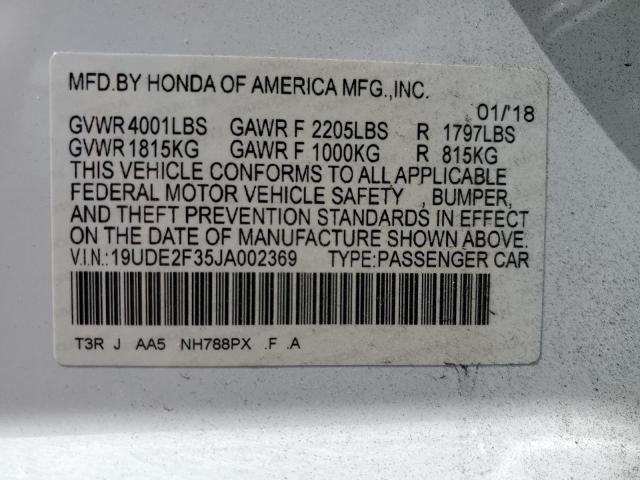 MFD.BY HONDA OF AMERICA MFG.,INC.
01/'18
GVWR 4001LBS GAWR F 2205LBS R 1797LBS
GVWR 1815KG GAWR F 1000KG R 815KG
THIS VEHICLE CONFORMS TO ALL APPLICABLE
FEDERAL MOTOR VEHICLE SAFETY , BUMPER,
AND THEFT PREVENTION STANDARDS IN EFFECT
ON THE DATE OF MANUFACTURE SHOWN ABOVE.
V.I.N.:19UDE2F35JA002369 TYPE:PASSENGER CAR
T3R J AA5 NH788PX .F .A